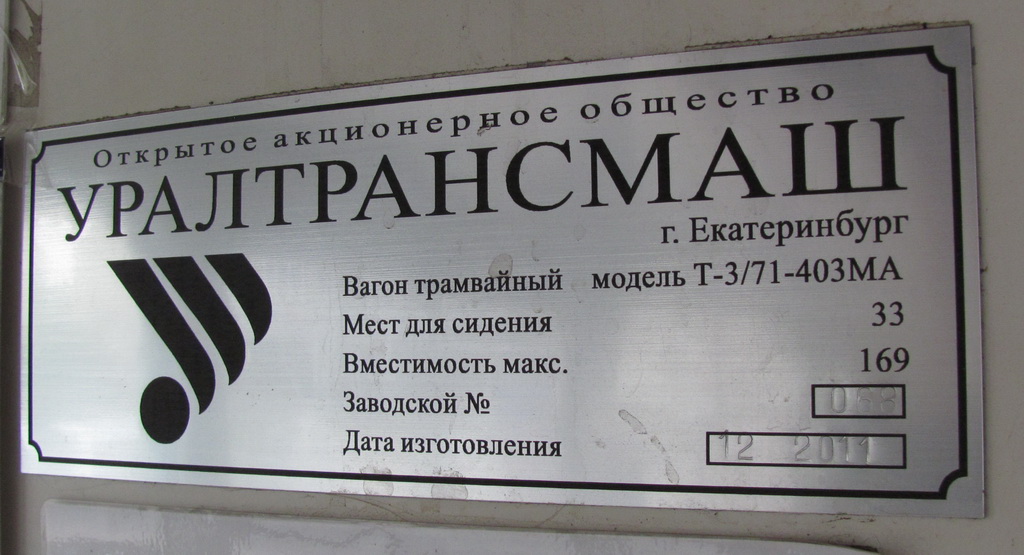 Открытое акционерное общество
УРАЛТРАНСМАШ
г. Екатеринбург
Вагон трамвайный модель Т-3/71-403МА
Мест для сидения 33
Вместимость макс. 169
Заводской №
Дата изготовления 12 2011